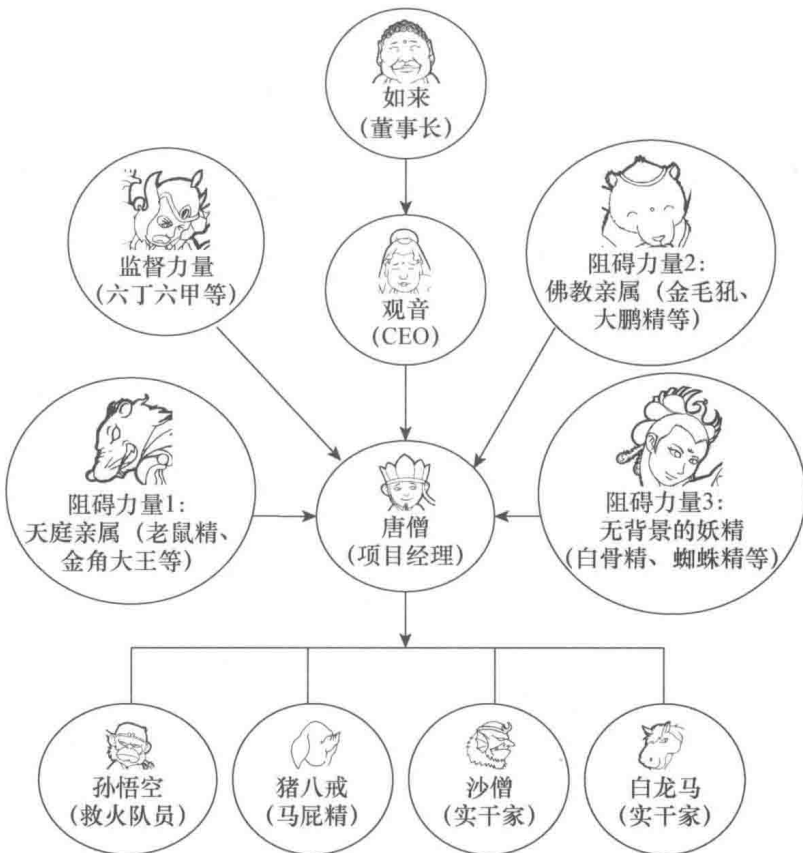 如来
(董事长)
监督力量
(六丁六甲等)
观音
(CEO)
阻碍力量2:
佛教亲属（金毛犼、
大鹏精等）
阻碍力量1:
天庭亲属（老鼠精、
金角大王等）
唐僧
(项目经理)
阻碍力量3:
无背景的妖精
(白骨精、蜘蛛精等)
孙悟空
(救火队员)
猪八戒
(马屁精)
沙僧
(实干家)
白龙马
(实干家)